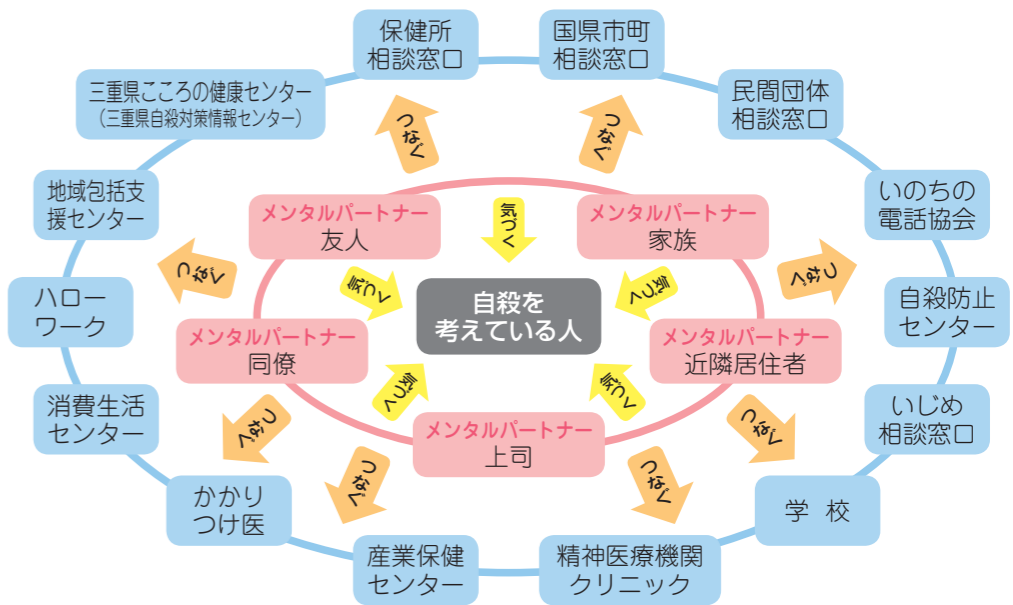 保健所
相談窓口
国県市町
相談窓口
三重県こころの健康センター
（三重県自殺対策情報センター）
民間団体
相談窓口
つなぐ
つなぐ
地域包括支
援センター
いのちの
電話協会
メンタルパートナー
友人
気づく
メンタルパートナー
家族
つなぐ
つなぐ
気づく
気づく
ハロー
ワーク
自殺を
考えている人
自殺防止
センター
メンタルパートナー
同僚
メンタルパートナー
近隣居住者
気づく
気づく
消費生活
センター
いじめ
相談窓口
つなぐ
メンタルパートナー
上司
つなぐ
つなぐ
つなぐ
かかり
つけ医
学校
産業保健
センター
精神医療機関
クリニック